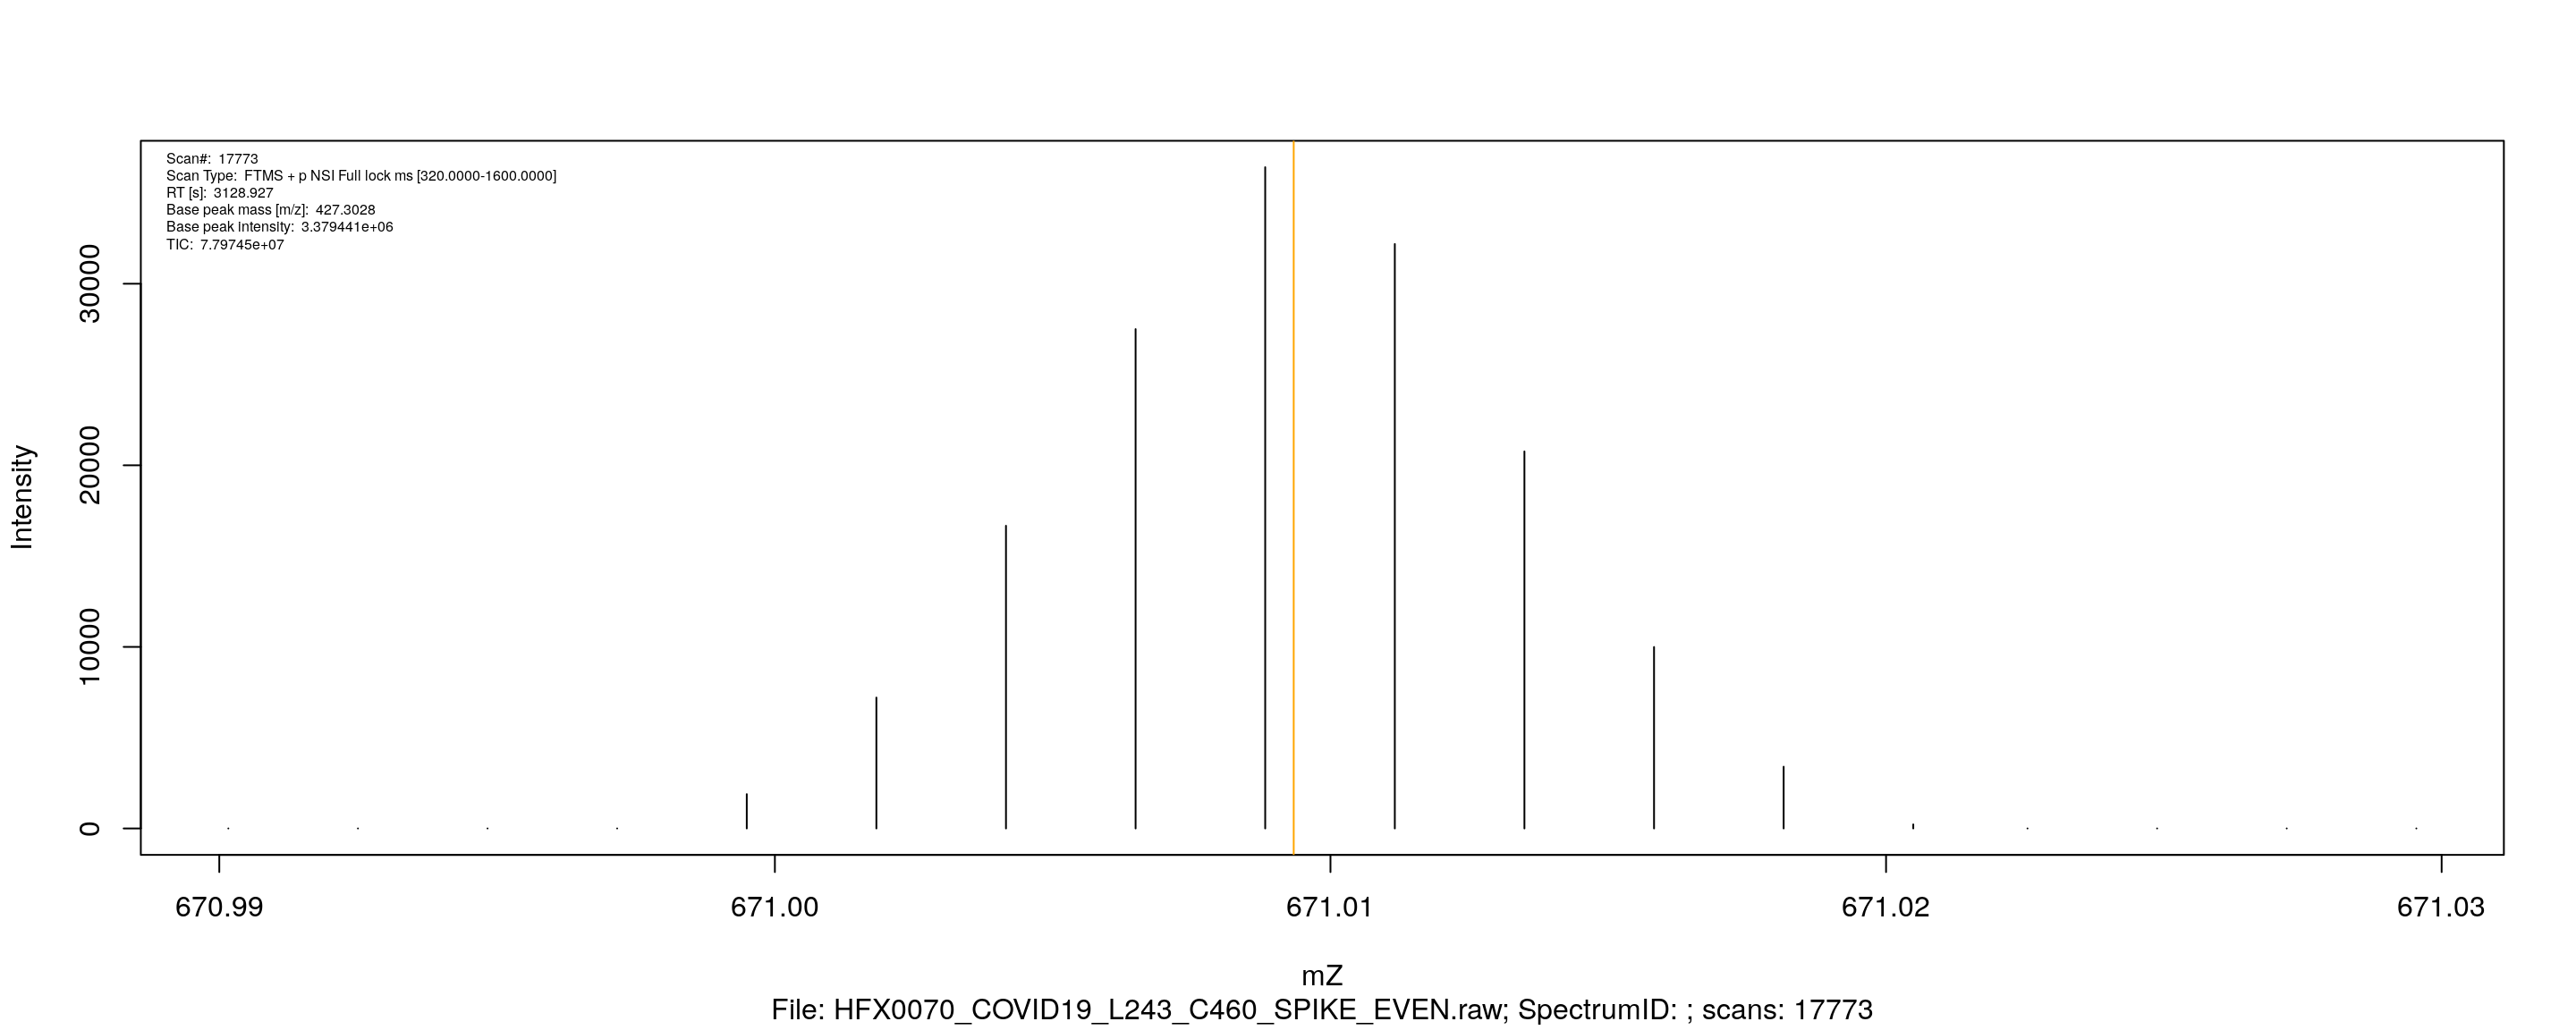 Scan#: 17773
Scan Type: FTMS + p NSI Full lock ms [320.0000-1600.0000]
RT [s]: 3128.927
Base peak mass [m/z]: 427.3028
Base peak intensity: 3.379441e+06
TIC: 7.79745e+07
Intensity
30000
20000
10000
0
670.99 671.00 671.01 671.02 671.03
mZ
File: HFX0070_COVID19_L243_C460_SPIKE_EVEN.raw; SpectrumID: ; scans: 17773